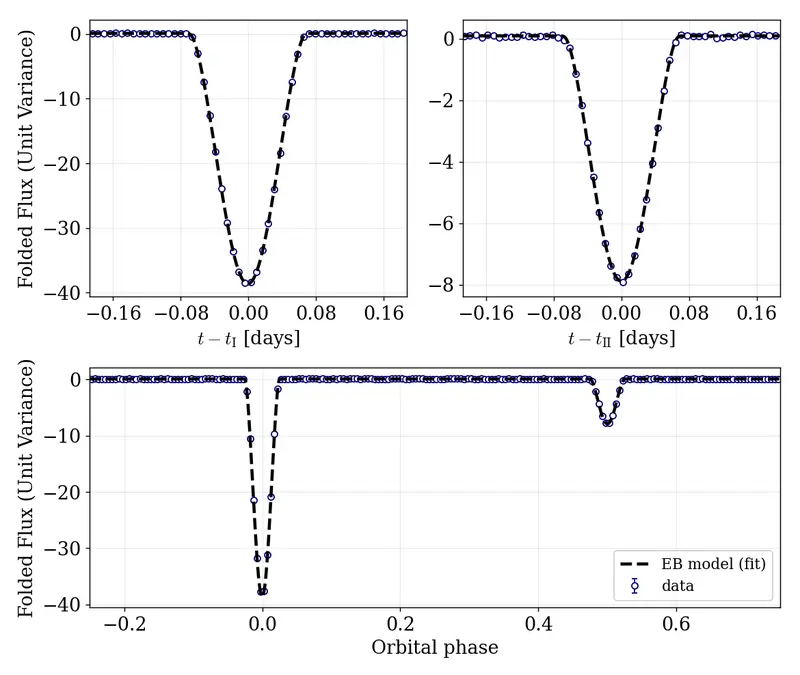 Folded Flux (Unit Variance)
0
−10
−20
−30
−40
−0.16 −0.08 0.00 0.08 0.16
t − tI [days]
0
−2
−4
−6
−8
−0.16 −0.08 0.00 0.08 0.16
t − tII [days]
Folded Flux (Unit Variance)
0
−10
−20
−30
−40
EB model (fit)
data
−0.2 0.0 0.2 0.4 0.6
Orbital phase